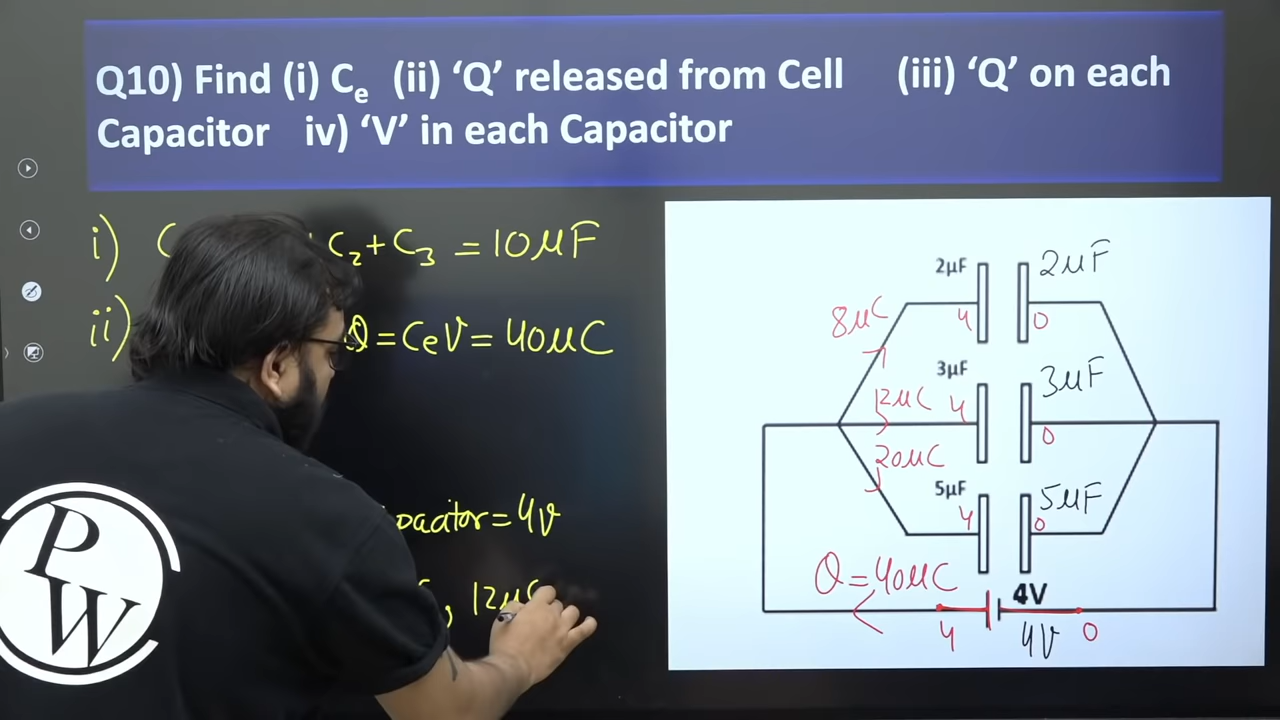 Q10) Find (i) Ce (ii) ‘Q’ released from Cell (iii) ‘Q’ on each
Capacitor iv) ‘V’ in each Capacitor
i) C C₂+C₃ = 10μF
ii) Q = CeV = 40μC
= 4V
, 12μC
2μF 2μF
8μC 4 0
3μF 3μF
12μC 4 0
20μC
5μF 5μF
4 0
Q = 40μC 4V
4 4V 0
PW